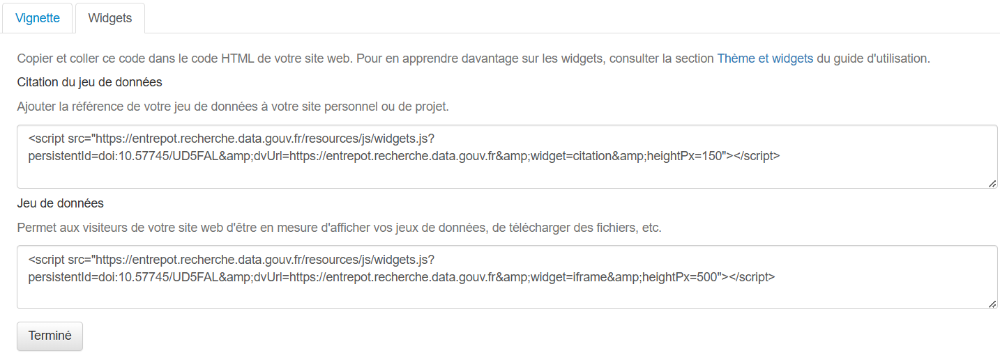 Vignette
Widgets
Copier et coller ce code dans le code HTML de votre site web. Pour en apprendre davantage sur les widgets, consulter la section Thème et widgets du guide d'utilisation.
Citation du jeu de données
Ajouter la référence de votre jeu de données à votre site personnel ou de projet.
<script src="https://entrepot.recherche.data.gouv.fr/resources/js/widgets.js?
persistentId=doi:10.57745/UD5FAL&amp;dvUrl=https://entrepot.recherche.data.gouv.fr&amp;widget=citation&amp;heightPx=150"></script>
Jeu de données
Permet aux visiteurs de votre site web d'être en mesure d'afficher vos jeux de données, de télécharger des fichiers, etc.
<script src="https://entrepot.recherche.data.gouv.fr/resources/js/widgets.js?
persistentId=doi:10.57745/UD5FAL&amp;dvUrl=https://entrepot.recherche.data.gouv.fr&amp;widget=iframe&amp;heightPx=500"></script>
Terminé